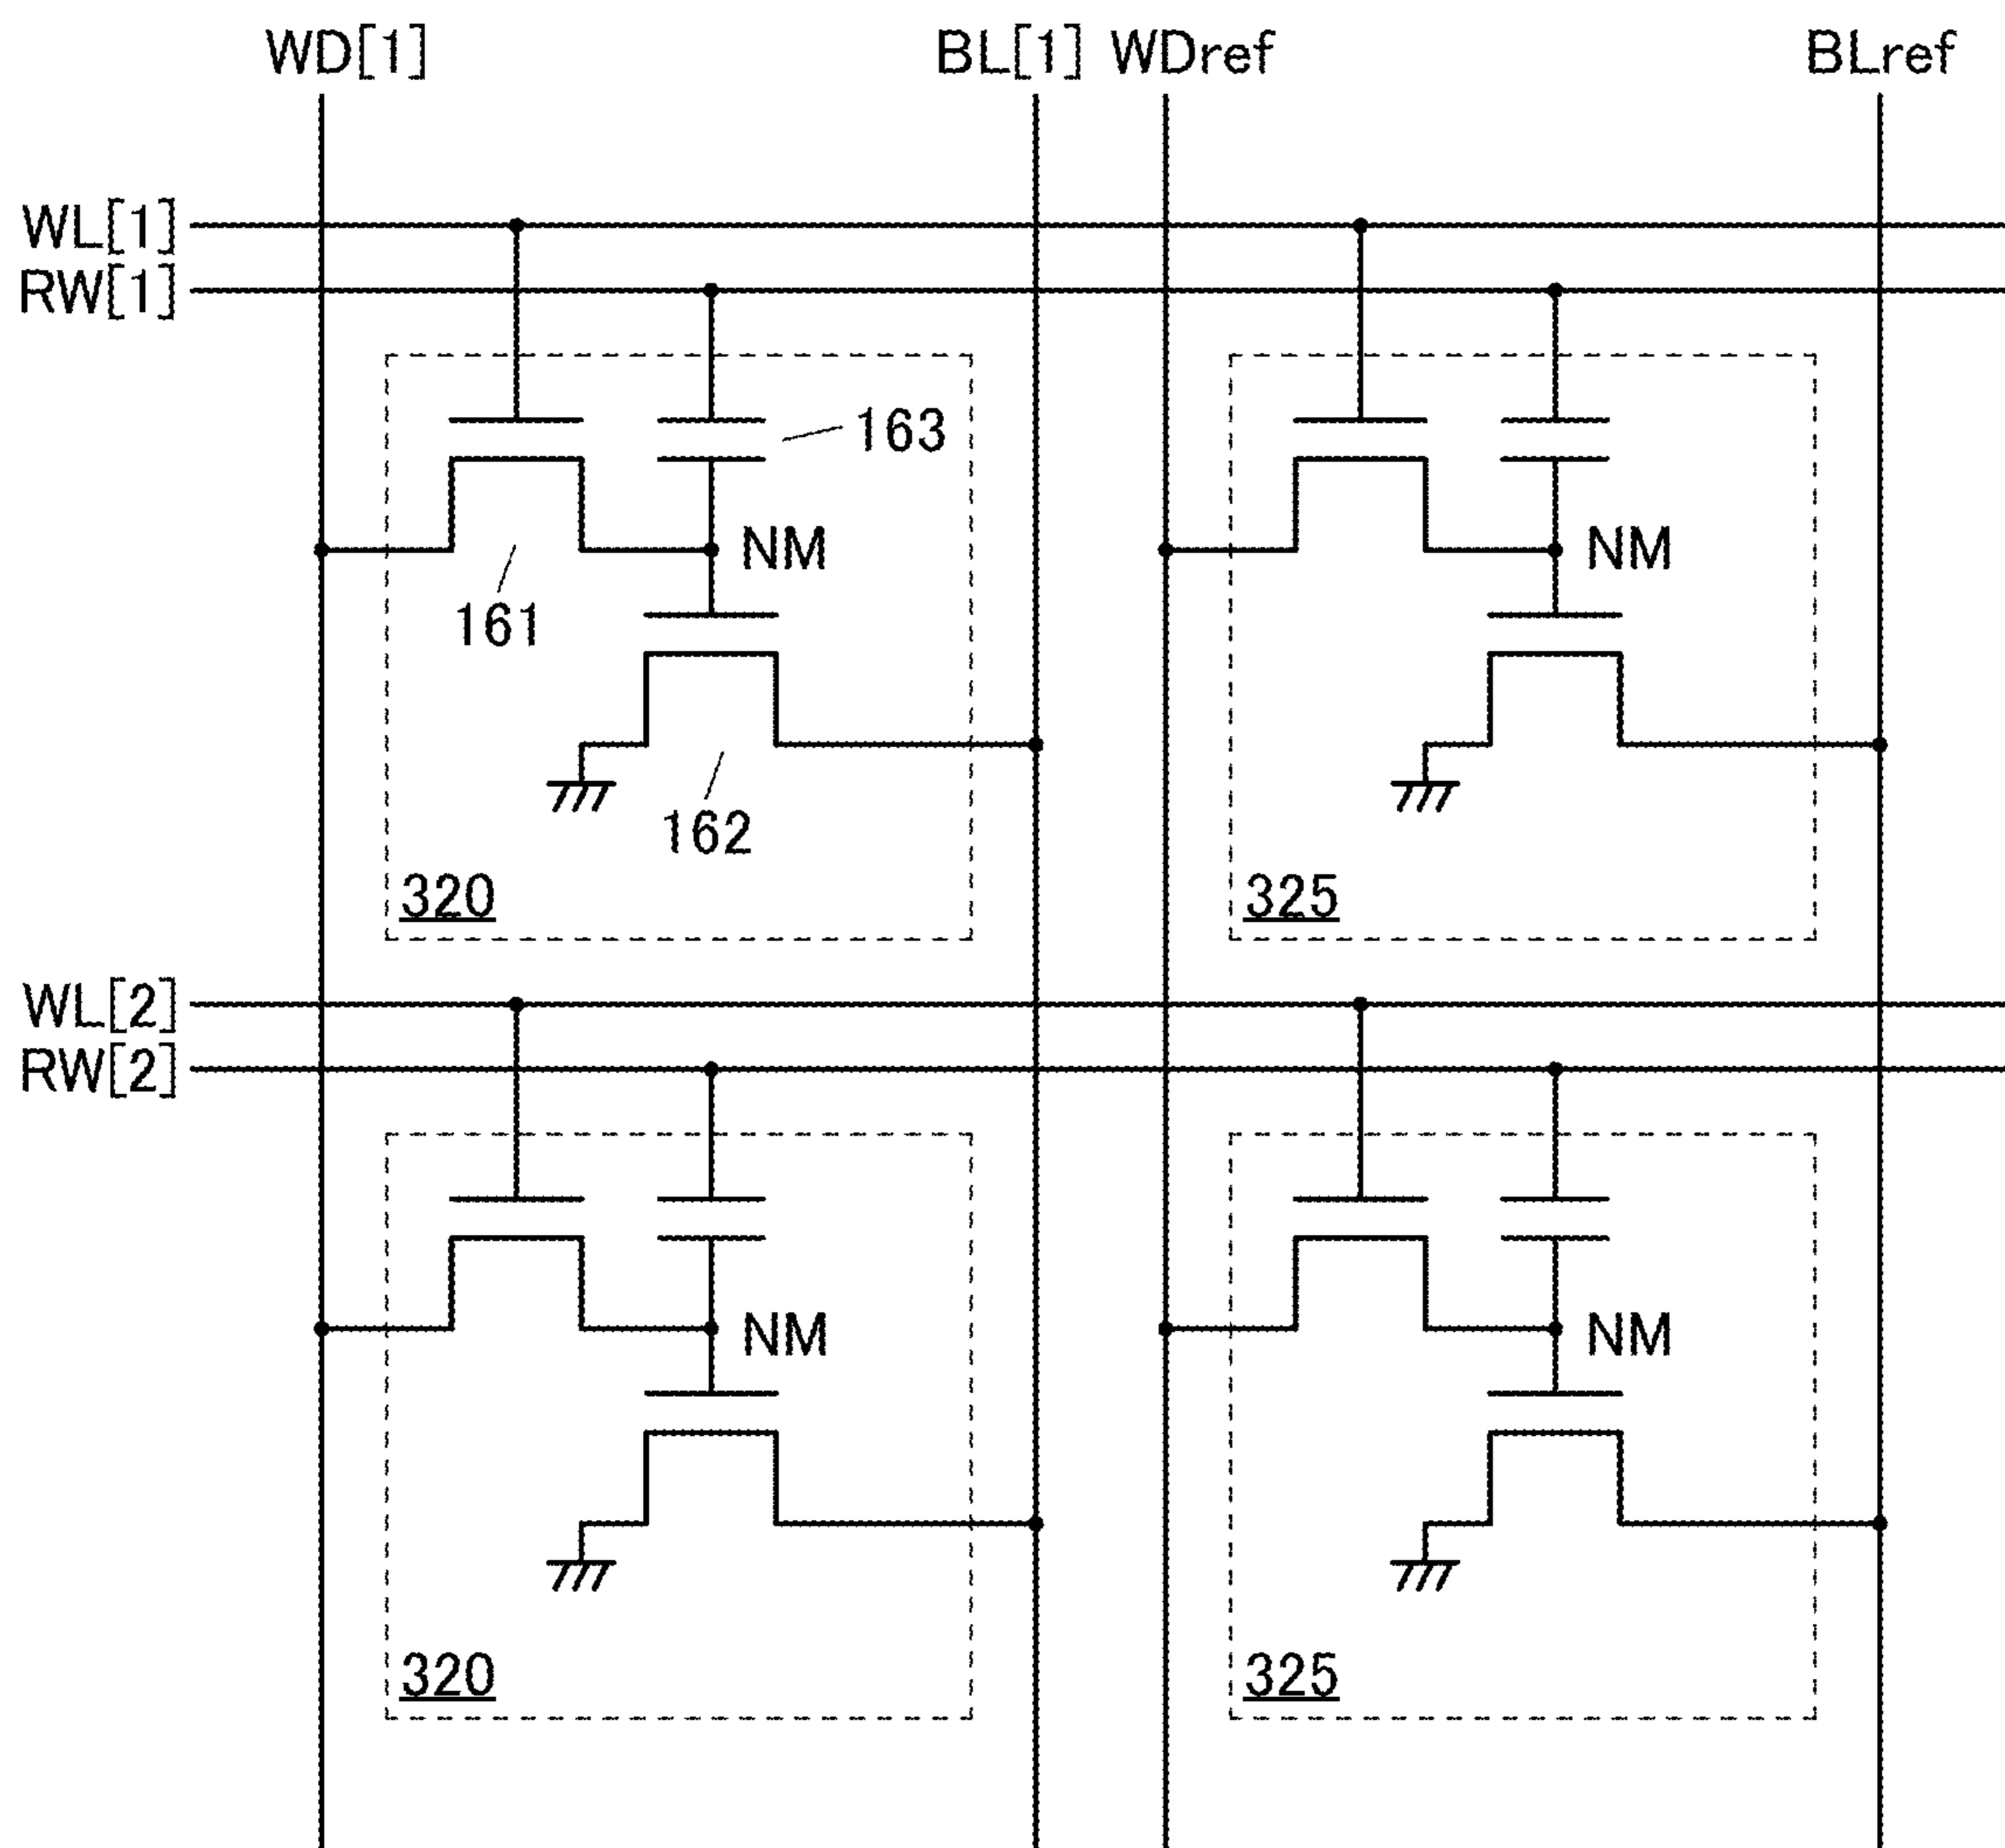 WD[1]
BL[1]
WDref
BLref
WL[1]
RW[1]
163
NM
NM
161
162
320
325
WL[2]
RW[2]
NM
NM
320
325